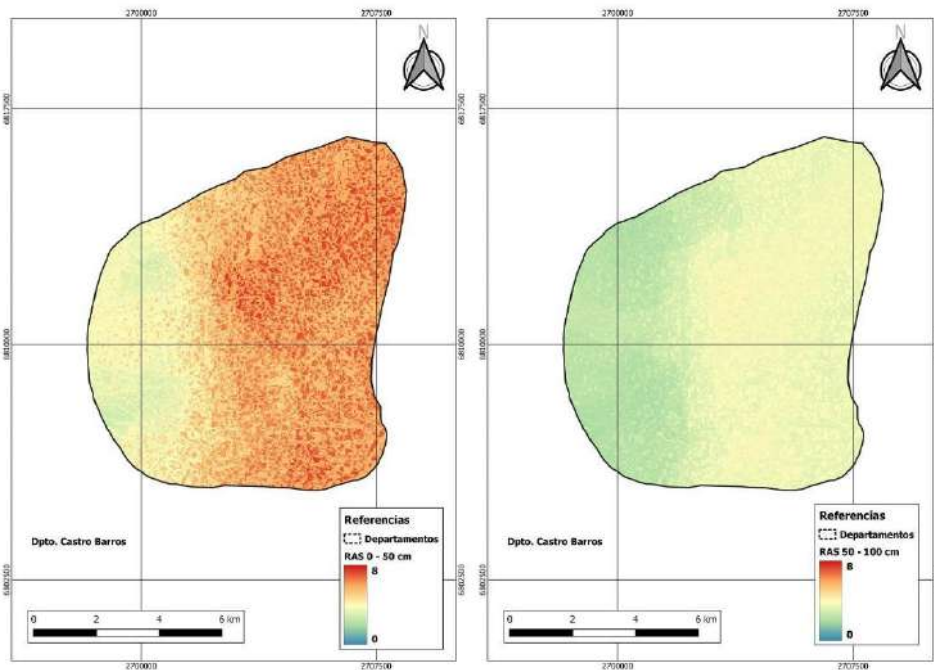 2700000
2707500
N
6817500
6810000
6802500
Dpto. Castro Barros
Referencias
Departamentos
RAS 0 - 50 cm
8
0
0 2 4 6 km
2700000
2707500
2700000
2707500
N
6817500
6810000
6802500
Dpto. Castro Barros
Referencias
Departamentos
RAS 50 - 100 cm
8
0
0 2 4 6 km
2700000
2707500